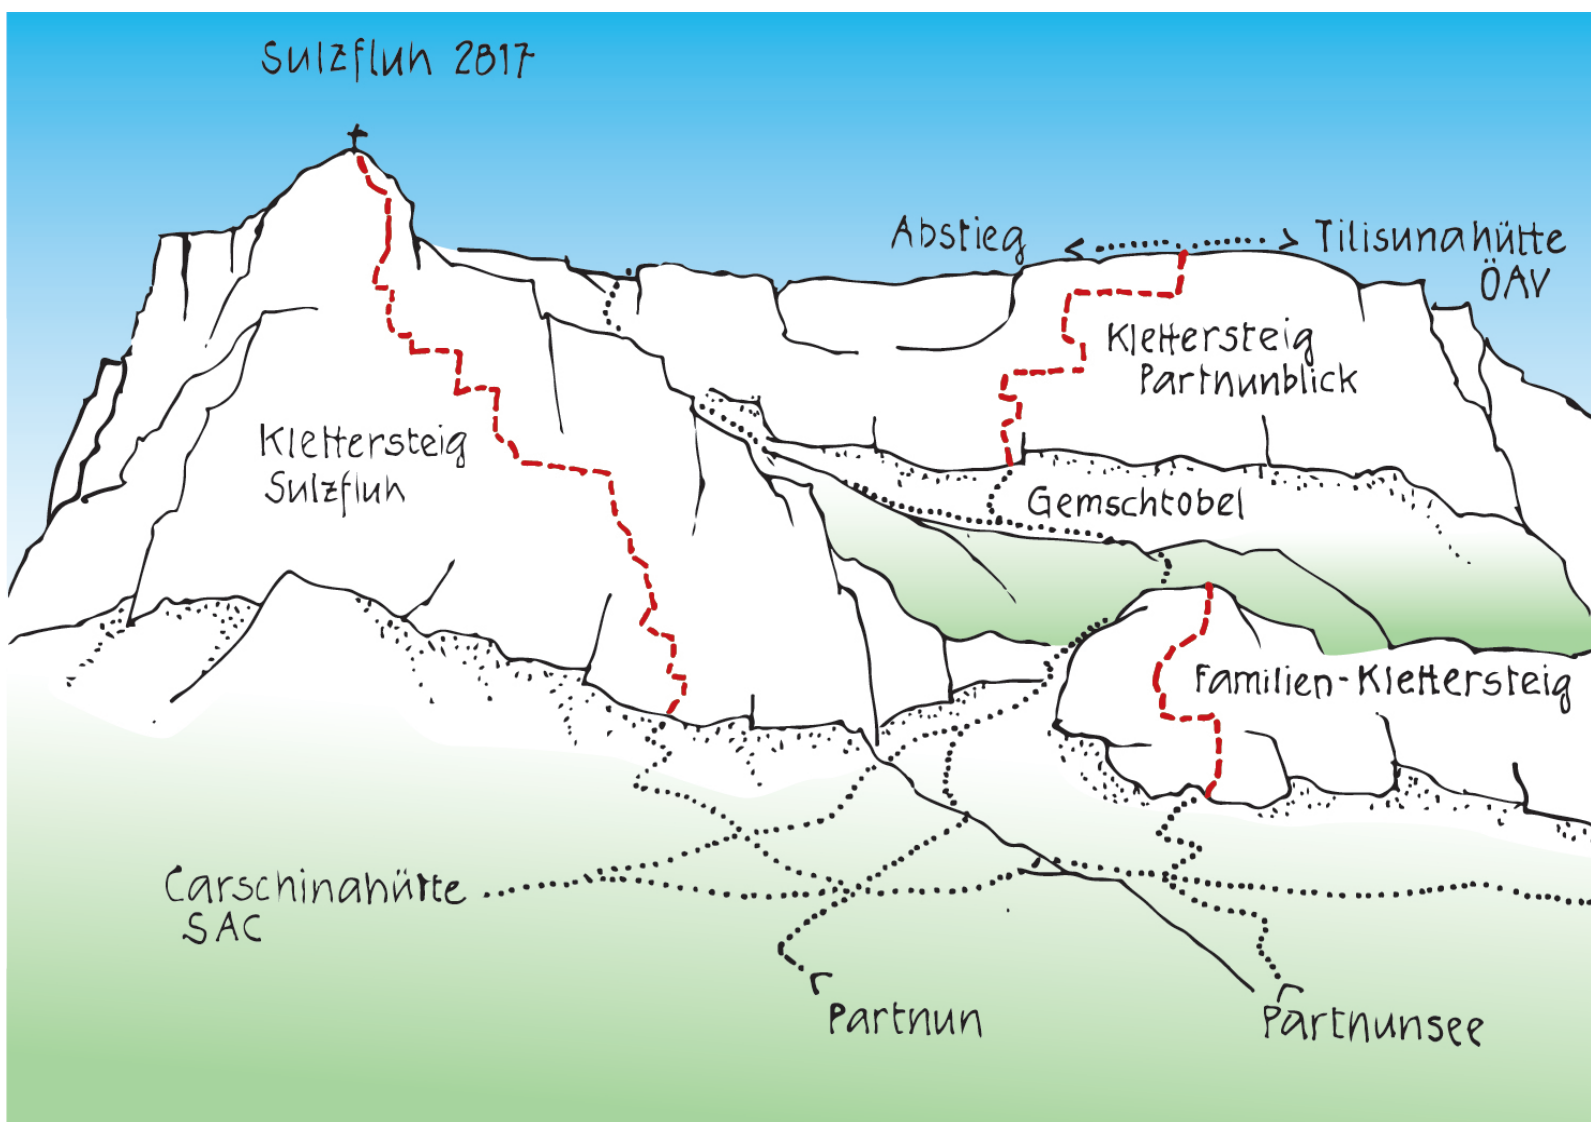 Sulzfluh 2817
Abstieg
Tilisunahütte
ÖAV
Klettersteig
Partnunblick
Klettersteig
Sulzfluh
Gemschtobel
Familien-Klettersteig
Carschinahütte
SAC
Partnun
Partnunsee